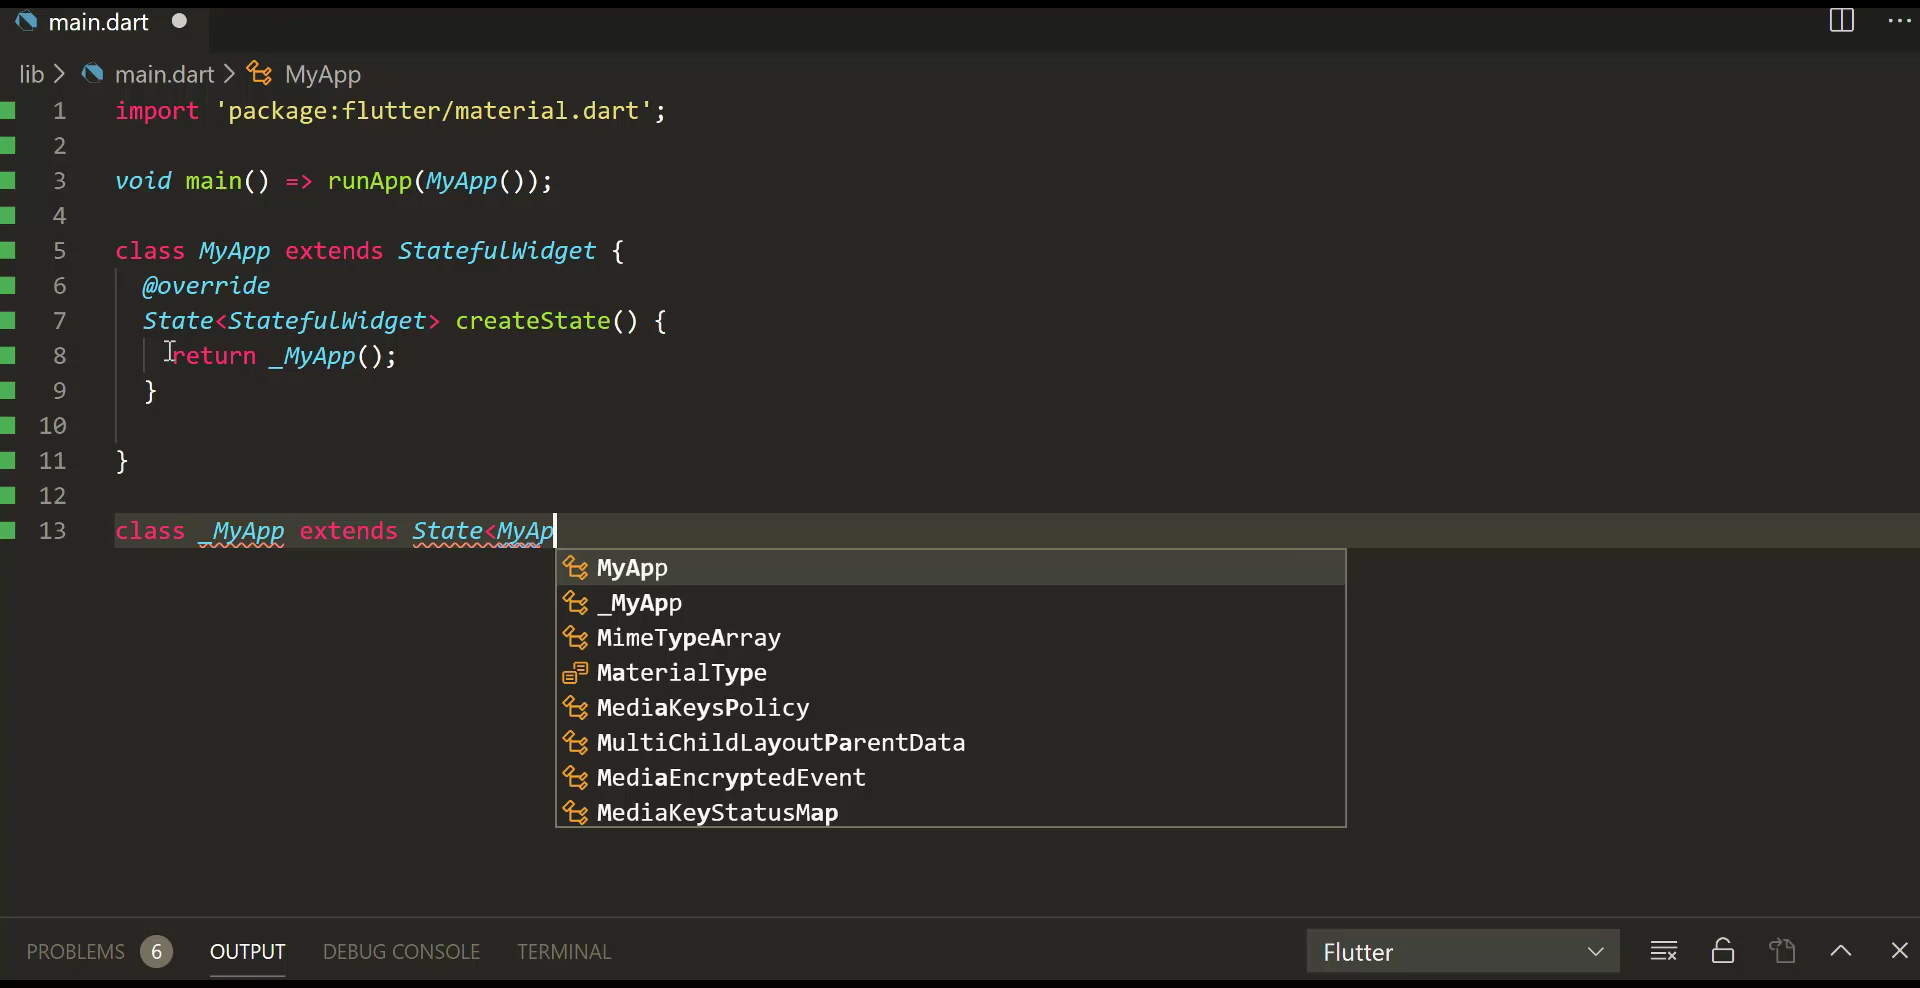 main.dart
lib > main.dart > MyApp
1 import 'package:flutter/material.dart';
2
3 void main() => runApp(MyApp());
4
5 class MyApp extends StatefulWidget {
6 @override
7 State<StatefulWidget> createState() {
8 return _MyApp();
9 }
10
11 }
12
13 class _MyApp extends State<MyAp
MyApp
_MyApp
MimeTypeArray
MaterialType
MediaKeysPolicy
MultiChildLayoutParentData
MediaEncryptedEvent
MediaKeyStatusMap
PROBLEMS 6 OUTPUT DEBUG CONSOLE TERMINAL Flutter